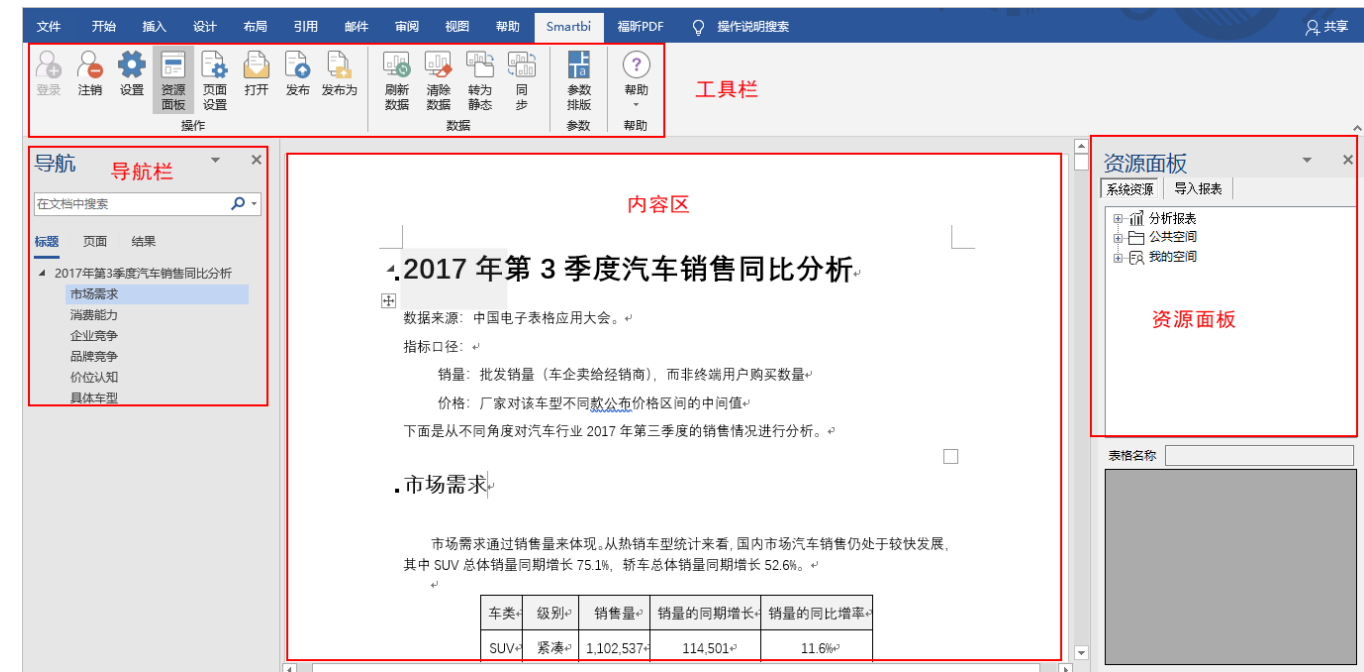 文件 开始 插入 设计 布局 引用 邮件 审阅 视图 帮助 Smartbi 福昕PDF 操作说明搜索 共享
登录 注销 设置 资源面板 页面设置 打开 发布 发布为 刷新数据 清除数据 转为静态 同步 参数排版 帮助
操作 数据 参数 帮助
工具栏
导航
导航栏
在文档中搜索
标题 页面 结果
2017年第3季度汽车销售同比分析
市场需求
消费能力
企业竞争
品牌竞争
价位认知
具体车型
内容区
2017 年第 3 季度汽车销售同比分析
数据来源：中国电子表格应用大会。
指标口径：
销量：批发销量（车企卖给经销商），而非终端用户购买数量
价格：厂家对该车型不同款公布价格区间的中间值
下面是从不同角度对汽车行业 2017 年第三季度的销售情况进行分析。
市场需求
市场需求通过销售量来体现。从热销车型统计来看，国内市场汽车销售仍处于较快发展，
其中 SUV 总体销量同期增长 75.1%，轿车总体销量同期增长 52.6%。
车类 级别 销售量 销量的同期增长 销量的同比增率
SUV 紧凑 1,102,537 114,501 11.6%
资源面板
系统资源 导入报表
分析报表
公共空间
我的空间
资源面板
表格名称